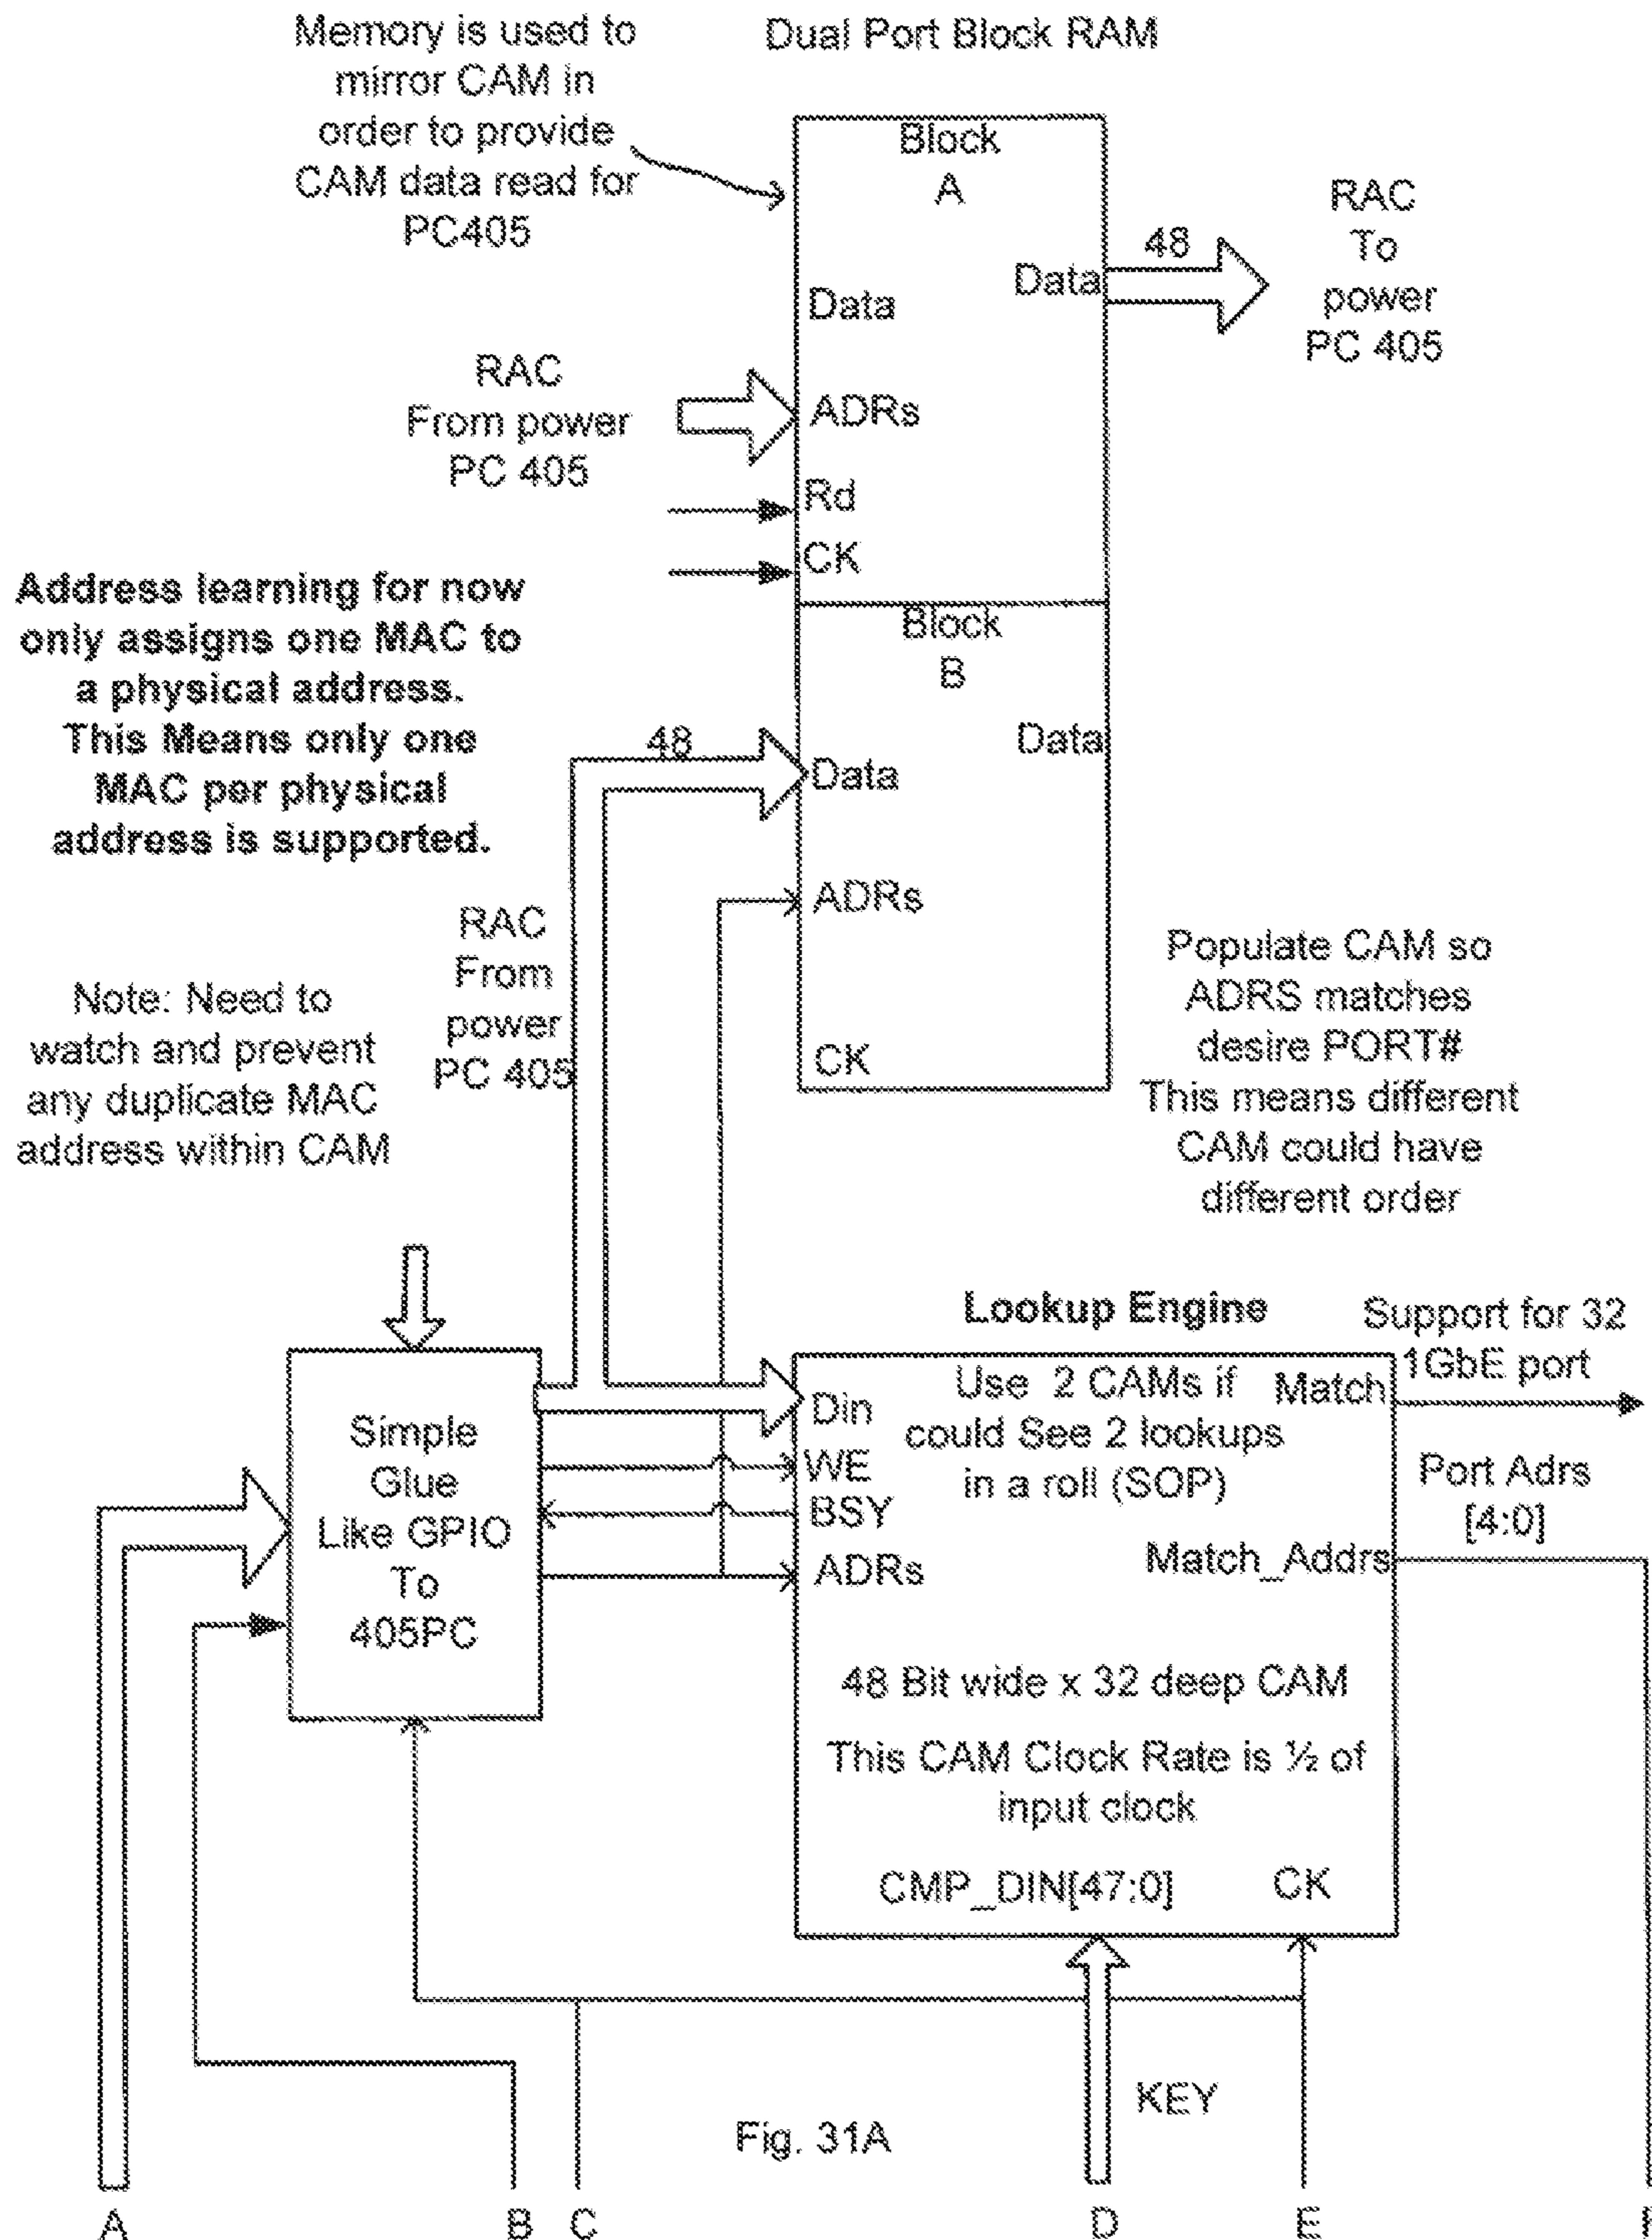 Memory is used to
mirror CAM in
order to provide
CAM data read for
PC405
Dual Port Block RAM
Block
A
Data
Data
48
RAC
To
power
PC 405
RAC
From power
PC 405
ADRs
Rd
CK
Address learning for now
only assigns one MAC to
a physical address.
This Means only one
MAC per physical
address is supported.
Block
B
Data
48
Data
ADRs
CK
RAC
From
power
PC 405
Note: Need to
watch and prevent
any duplicate MAC
address within CAM
Populate CAM so
ADRS matches
desire PORT#
This means different
CAM could have
different order
Simple
Glue
Like GPIO
To
405PC
Lookup Engine
Support for 32
1GbE port
Din
WE
BSY
ADRs
Use 2 CAMs if
could See 2 lookups
in a roll (SOP)
Match
Port Adrs
[4:0]
Match_Addrs
48 Bit wide x 32 deep CAM
This CAM Clock Rate is ½ of
input clock
CMP_DIN[47:0]
CK
KEY
Fig. 31A
A
B
C
D
E